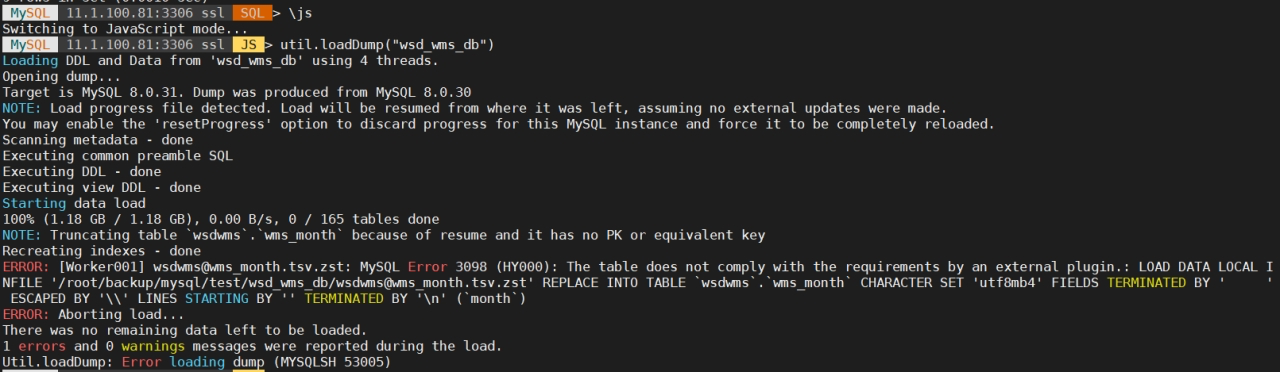 MySQL 11.1.100.81:3306 ssl SQL > \js
Switching to JavaScript mode...
MySQL 11.1.100.81:3306 ssl JS > util.loadDump("wsd_wms_db")
Loading DDL and Data from 'wsd_wms_db' using 4 threads.
Opening dump...
Target is MySQL 8.0.31. Dump was produced from MySQL 8.0.30
NOTE: Load progress file detected. Load will be resumed from where it was left, assuming no external updates were made.
You may enable the 'resetProgress' option to discard progress for this MySQL instance and force it to be completely reloaded.
Scanning metadata - done
Executing common preamble SQL
Executing DDL - done
Executing view DDL - done
Starting data load
100% (1.18 GB / 1.18 GB), 0.00 B/s, 0 / 165 tables done
NOTE: Truncating table `wsdwms`.`wms_month` because of resume and it has no PK or equivalent key
Recreating indexes - done
ERROR: [Worker001] wsdwms@wms_month.tsv.zst: MySQL Error 3098 (HY000): The table does not comply with the requirements by an external plugin.: LOAD DATA LOCAL I
NFILE '/root/backup/mysql/test/wsd_wms_db/wsdwms@wms_month.tsv.zst' REPLACE INTO TABLE `wsdwms`.`wms_month` CHARACTER SET 'utf8mb4' FIELDS TERMINATED BY '     '
 ESCAPED BY '\\' LINES STARTING BY '' TERMINATED BY '\n' (`month`)
ERROR: Aborting load...
There was no remaining data left to be loaded.
1 errors and 0 warnings messages were reported during the load.
Util.loadDump: Error loading dump (MYSQLSH 53005)